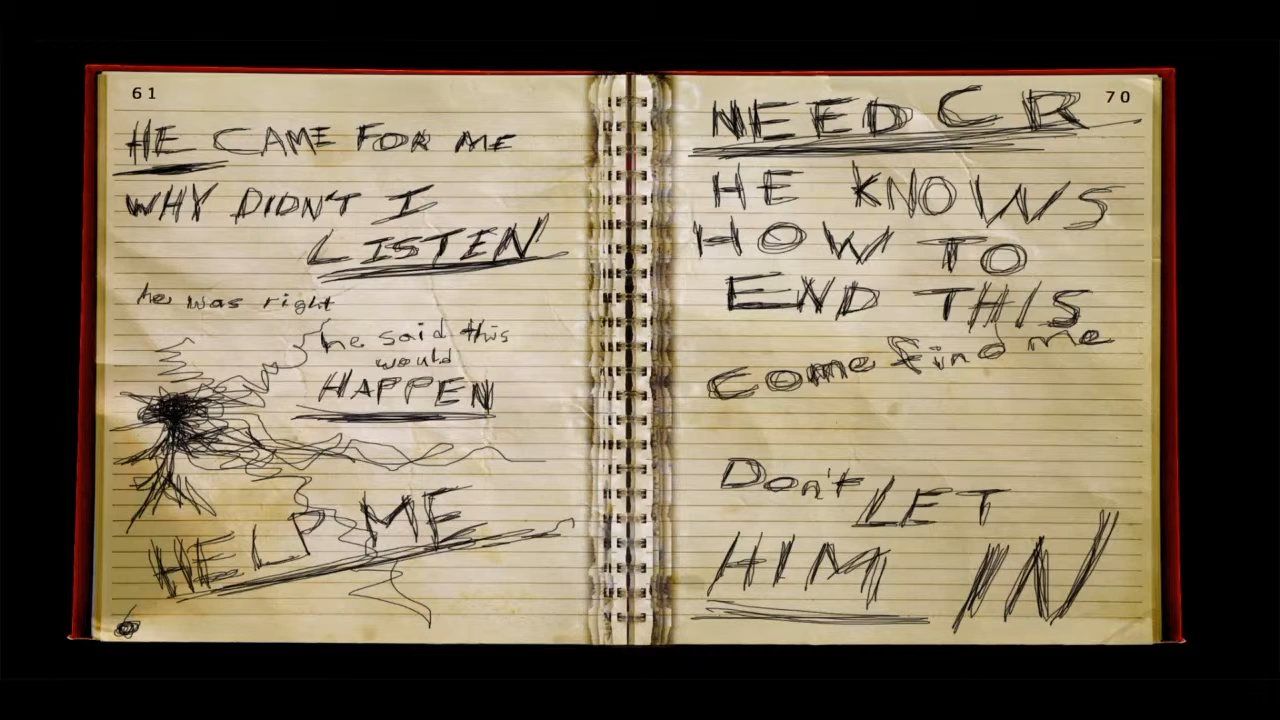 61
HE CAME FOR ME
WHY DIDN'T I
LISTEN
he was right
he said this
would
HAPPEN
HELP ME
70
NEED CR
HE KNOWS
HOW TO
END THIS
come find me
Don't LET
HIM IN